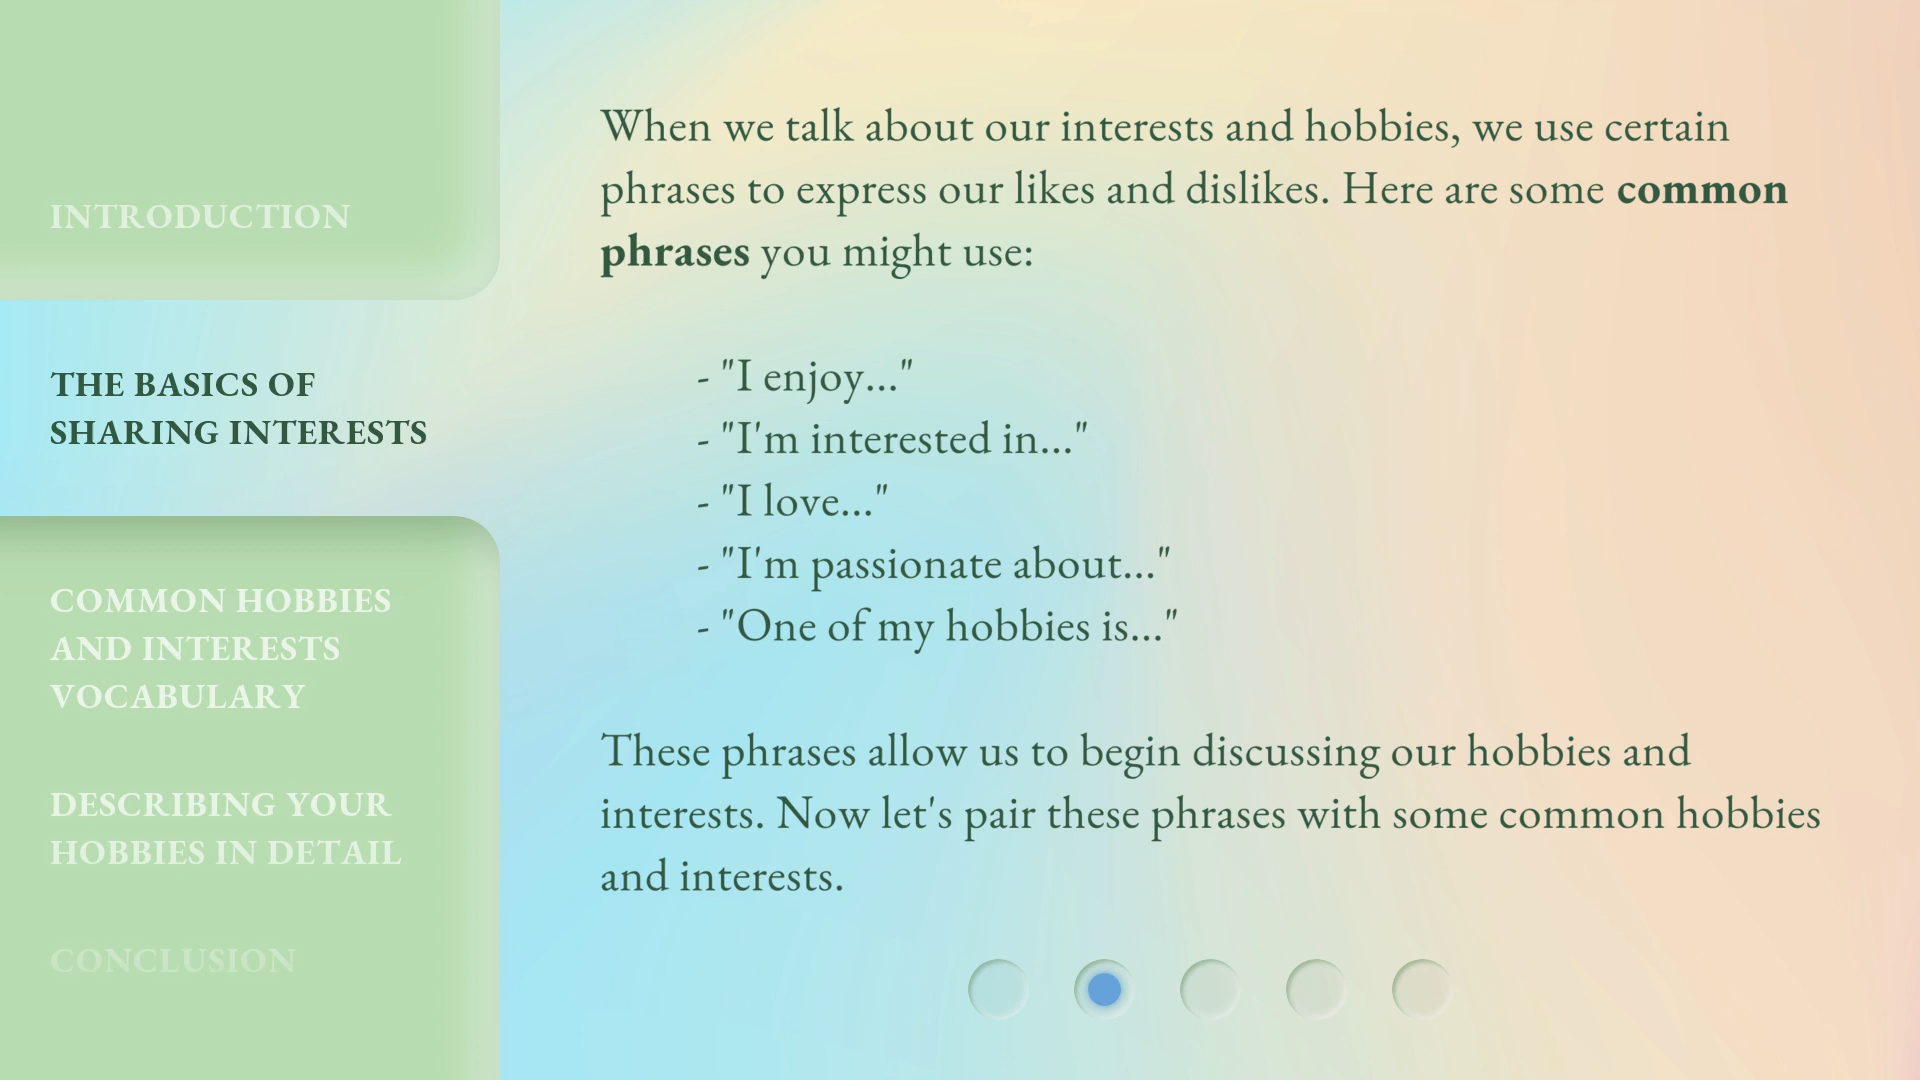 INTRODUCTION
THE BASICS OF
SHARING INTERESTS
COMMON HOBBIES
AND INTERESTS
VOCABULARY
DESCRIBING YOUR
HOBBIES IN DETAIL
CONCLUSION
When we talk about our interests and hobbies, we use certain
phrases to express our likes and dislikes. Here are some common
phrases you might use:
- "I enjoy..."
- "I'm interested in..."
- "I love..."
- "I'm passionate about..."
- "One of my hobbies is..."
These phrases allow us to begin discussing our hobbies and
interests. Now let's pair these phrases with some common hobbies
and interests.